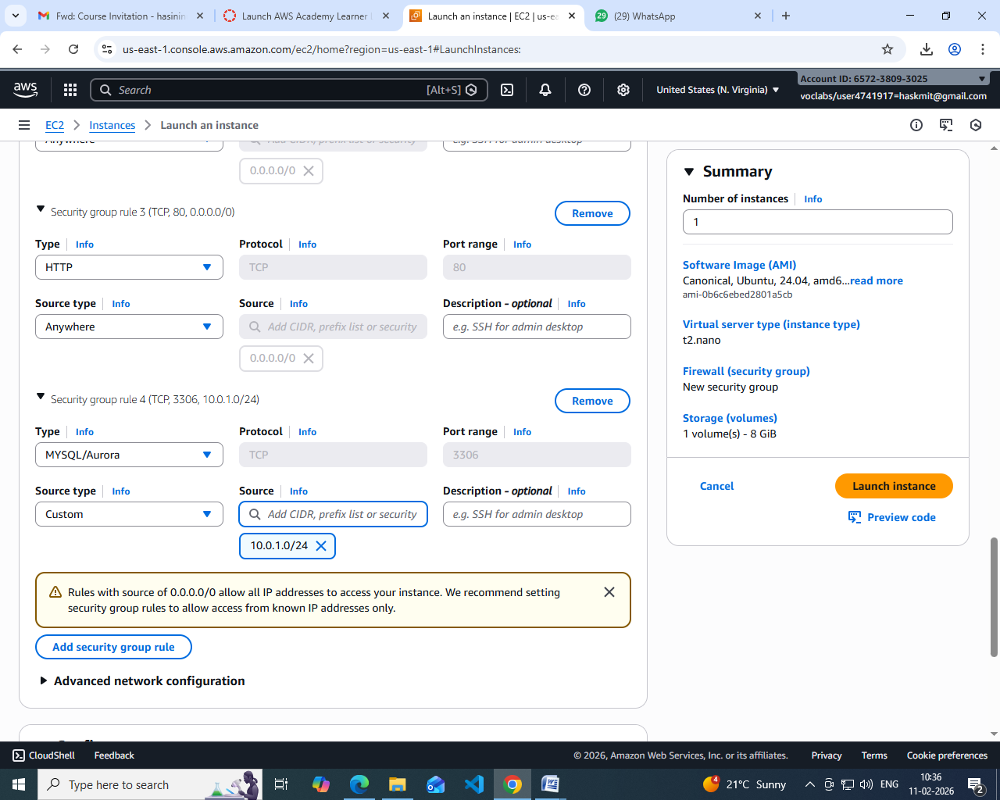 Fwd: Course Invitation - hasinin
Launch AWS Academy Learner L
Launch an instance | EC2 | us-ea
29
(29) WhatsApp
us-east-1.console.aws.amazon.com/ec2/home?region=us-east-1#LaunchInstances:
aws
Search
[Alt+S]
United States (N. Virginia)
Account ID: 6572-3809-3025
voclabs/user4741917=haskmit@gmail.com
EC2
Instances
Launch an instance
Anywhere
Add CIDR, prefix list or security
e.g. SSH for admin desktop
0.0.0.0/0
Security group rule 3 (TCP, 80, 0.0.0.0/0)
Remove
Type
Info
Protocol
Info
Port range
Info
HTTP
TCP
80
Source type
Info
Source
Info
Description - optional
Info
Anywhere
Add CIDR, prefix list or security
e.g. SSH for admin desktop
0.0.0.0/0
Security group rule 4 (TCP, 3306, 10.0.1.0/24)
Remove
Type
Info
Protocol
Info
Port range
Info
MYSQL/Aurora
TCP
3306
Source type
Info
Source
Info
Description - optional
Info
Custom
Add CIDR, prefix list or security
e.g. SSH for admin desktop
10.0.1.0/24
Rules with source of 0.0.0.0/0 allow all IP addresses to access your instance. We recommend setting
security group rules to allow access from known IP addresses only.
Add security group rule
Advanced network configuration
Summary
Number of instances
Info
1
Software Image (AMI)
Canonical, Ubuntu, 24.04, amd6...read more
ami-0b6c6ebed2801a5cb
Virtual server type (instance type)
t2.nano
Firewall (security group)
New security group
Storage (volumes)
1 volume(s) - 8 GiB
Cancel
Launch instance
Preview code
CloudShell
Feedback
© 2026, Amazon Web Services, Inc. or its affiliates.
Privacy
Terms
Cookie preferences
Type here to search
4
21°C Sunny
ENG
10:36
11-02-2026
2